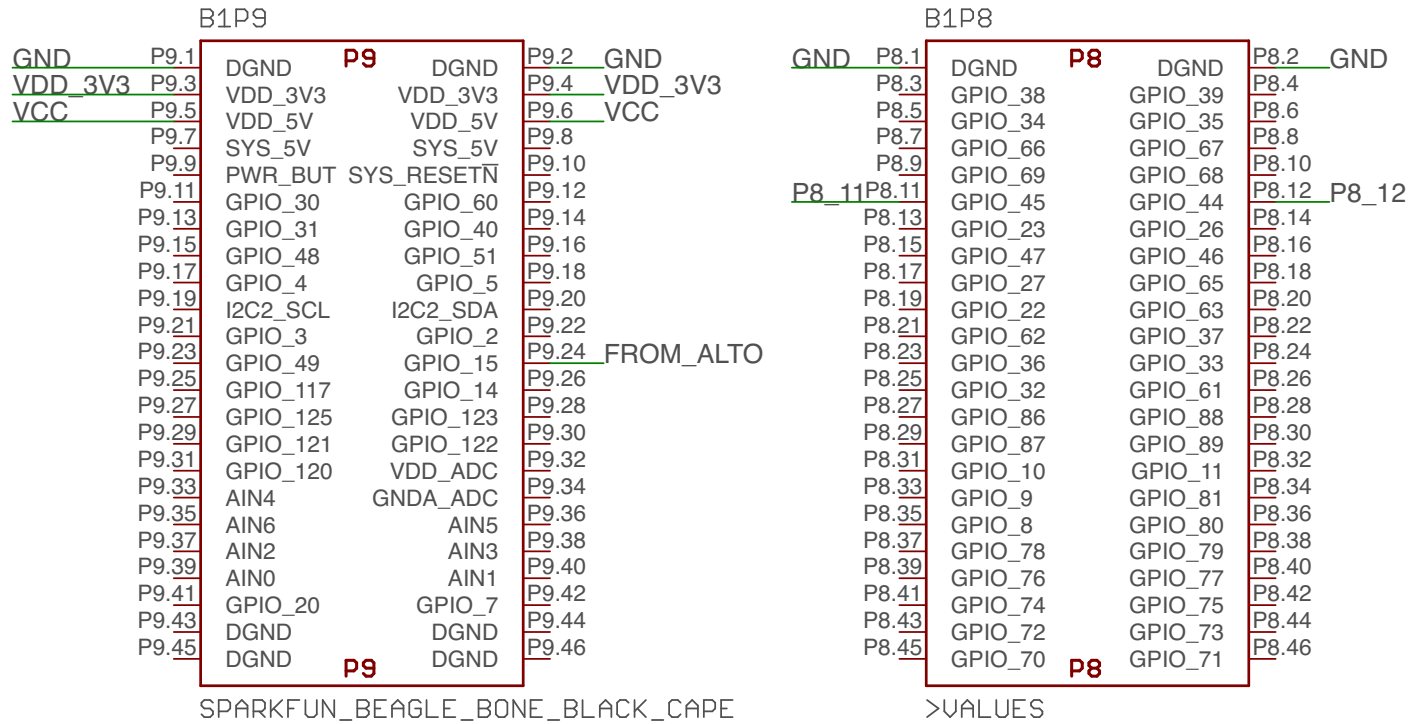 B1P9 B1P8
GND P9.1 DGND P9 DGND P9.2 GND GND P8.1 DGND P8 DGND P8.2 GND
VDD_3V3 P9.3 VDD_3V3 VDD_3V3 P9.4 VDD_3V3 P8.3 GPIO_38 GPIO_39 P8.4
VCC P9.5 VDD_5V VDD_5V P9.6 VCC P8.5 GPIO_34 GPIO_35 P8.6
P9.7 SYS_5V SYS_5V P9.8 P8.7 GPIO_66 GPIO_67 P8.8
P9.9 PWR_BUT SYS_RESETN P9.10 P8.9 GPIO_69 GPIO_68 P8.10
P9.11 GPIO_30 GPIO_60 P9.12 P8_11 P8.11 GPIO_45 GPIO_44 P8.12 P8_12
P9.13 GPIO_31 GPIO_40 P9.14 P8.13 GPIO_23 GPIO_26 P8.14
P9.15 GPIO_48 GPIO_51 P9.16 P8.15 GPIO_47 GPIO_46 P8.16
P9.17 GPIO_4 GPIO_5 P9.18 P8.17 GPIO_27 GPIO_65 P8.18
P9.19 I2C2_SCL I2C2_SDA P9.20 P8.19 GPIO_22 GPIO_63 P8.20
P9.21 GPIO_3 GPIO_2 P9.22 P8.21 GPIO_62 GPIO_37 P8.22
P9.23 GPIO_49 GPIO_15 P9.24 FROM_ALTO P8.23 GPIO_36 GPIO_33 P8.24
P9.25 GPIO_117 GPIO_14 P9.26 P8.25 GPIO_32 GPIO_61 P8.26
P9.27 GPIO_125 GPIO_123 P9.28 P8.27 GPIO_86 GPIO_88 P8.28
P9.29 GPIO_121 GPIO_122 P9.30 P8.29 GPIO_87 GPIO_89 P8.30
P9.31 GPIO_120 VDD_ADC P9.32 P8.31 GPIO_10 GPIO_11 P8.32
P9.33 AIN4 GNDA_ADC P9.34 P8.33 GPIO_9 GPIO_81 P8.34
P9.35 AIN6 AIN5 P9.36 P8.35 GPIO_8 GPIO_80 P8.36
P9.37 AIN2 AIN3 P9.38 P8.37 GPIO_78 GPIO_79 P8.38
P9.39 AIN0 AIN1 P9.40 P8.39 GPIO_76 GPIO_77 P8.40
P9.41 GPIO_20 GPIO_7 P9.42 P8.41 GPIO_74 GPIO_75 P8.42
P9.43 DGND DGND P9.44 P8.43 GPIO_72 GPIO_73 P8.44
P9.45 DGND P9 DGND P9.46 P8.45 GPIO_70 P8 GPIO_71 P8.46
SPARKFUN_BEAGLE_BONE_BLACK_CAPE >VALUES